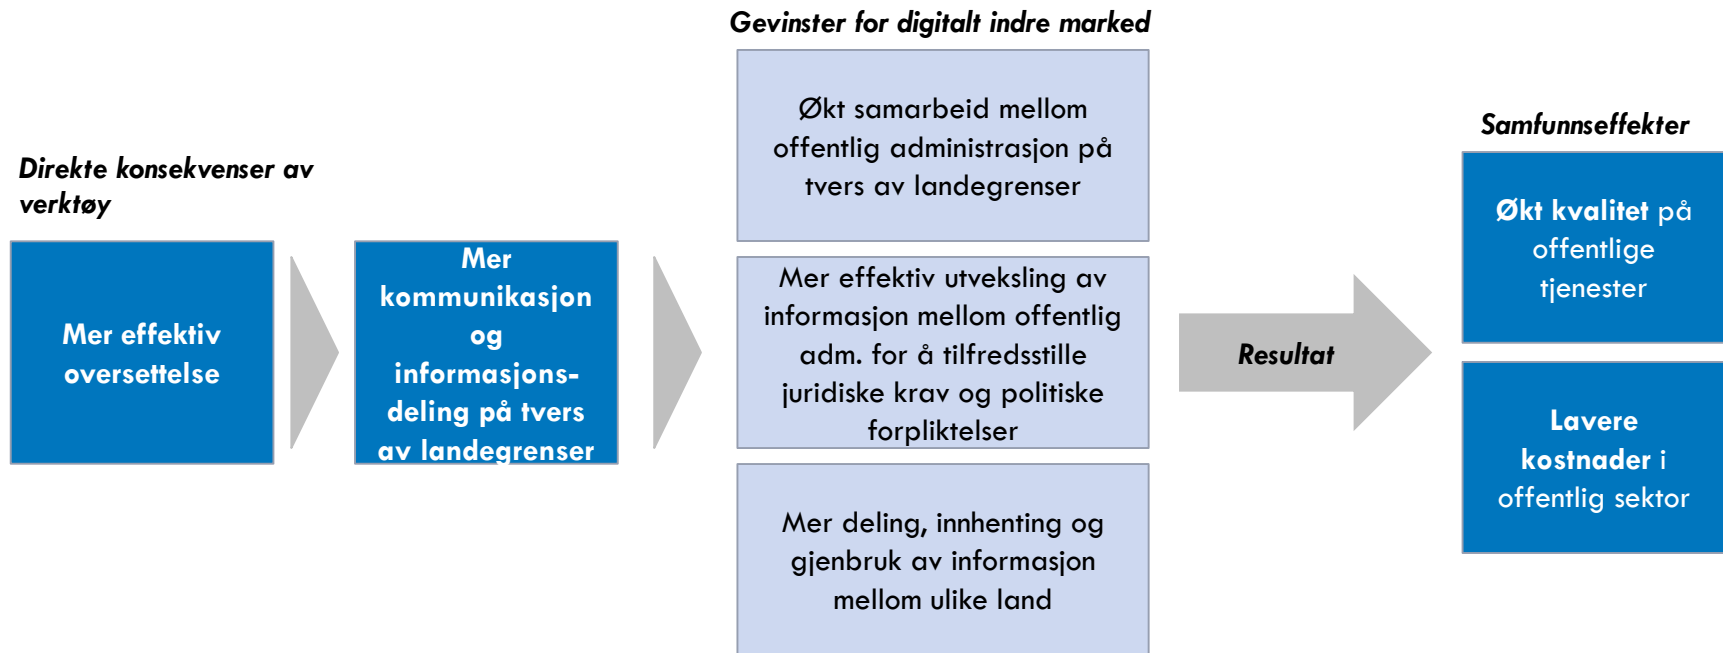 Direkte konsekvenser av
verktøy
Mer effektiv
oversettelse
Mer
kommunikasjon
og
informasjons-
deling på tvers
av landegrenser
Gevinster for digitalt indre marked
Økt samarbeid mellom
offentlig administrasjon på
tvers av landegrenser
Mer effektiv utveksling av
informasjon mellom offentlig
adm. for å tilfredsstille
juridiske krav og politiske
forpliktelser
Mer deling, innhenting og
gjenbruk av informasjon
mellom ulike land
Resultat
Samfunnseffekter
Økt kvalitet på
offentlige
tjenester
Lavere
kostnader i
offentlig sektor